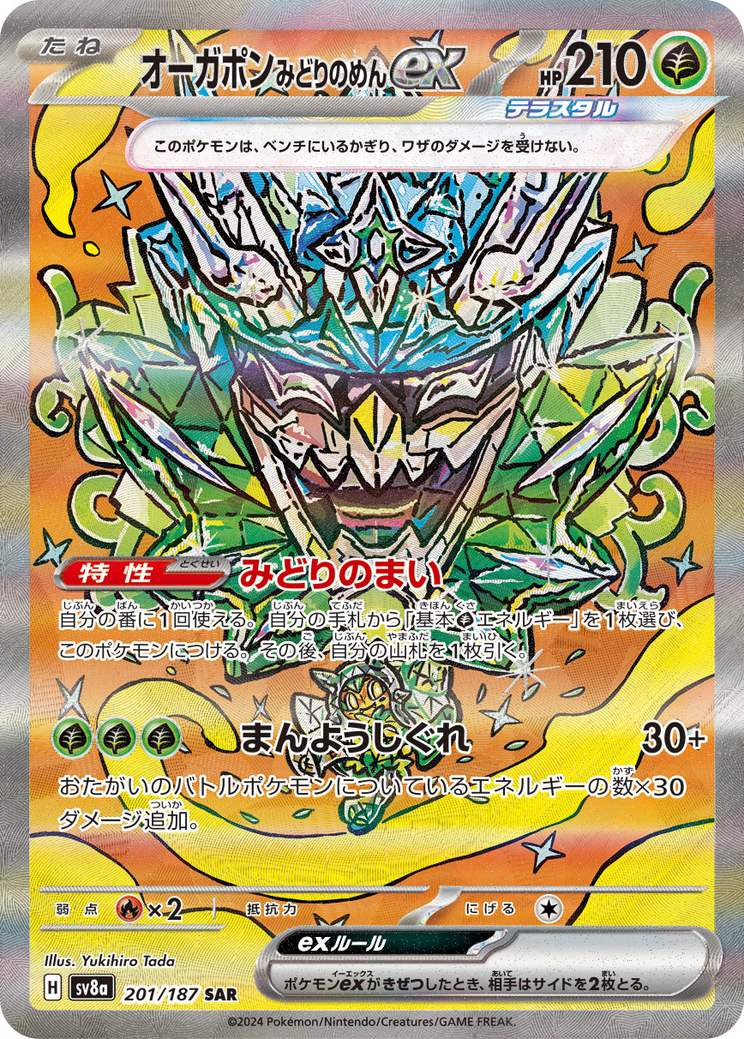 たね オーガポンみどりのめんex HP210
テラスタル
このポケモンは、ベンチにいるかぎり、ワザのダメージを受けない。
特性 みどりのまい
自分の番に1回使える。自分の手札から「基本エネルギー」を1枚選び、
このポケモンにつける。その後、自分の山札を1枚引く。
まんようしぐれ 30+
おたがいのバトルポケモンについているエネルギーの数×30
ダメージ追加。
弱点 ×2 抵抗力 にげる
Illus. Yukihiro Tada
exルール
ポケモンexがきぜつしたとき、相手はサイドを2枚とる。
H sv8a 201/187 SAR
©2024 Pokémon/Nintendo/Creatures/GAME FREAK.